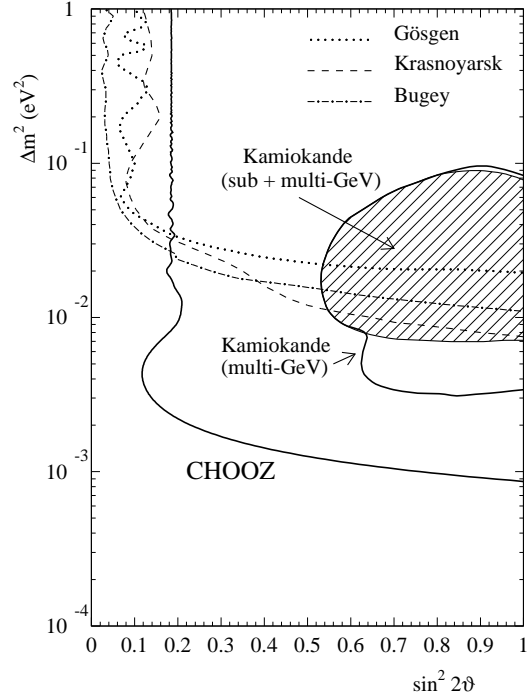 1
Gösgen
Krasnoyarsk
Bugey
Δm² (eV²)
10⁻¹
Kamiokande
(sub + multi-GeV)
10⁻²
Kamiokande
(multi-GeV)
10⁻³
CHOOZ
10⁻⁴
0 0.1 0.2 0.3 0.4 0.5 0.6 0.7 0.8 0.9 1
sin² 2ϑ